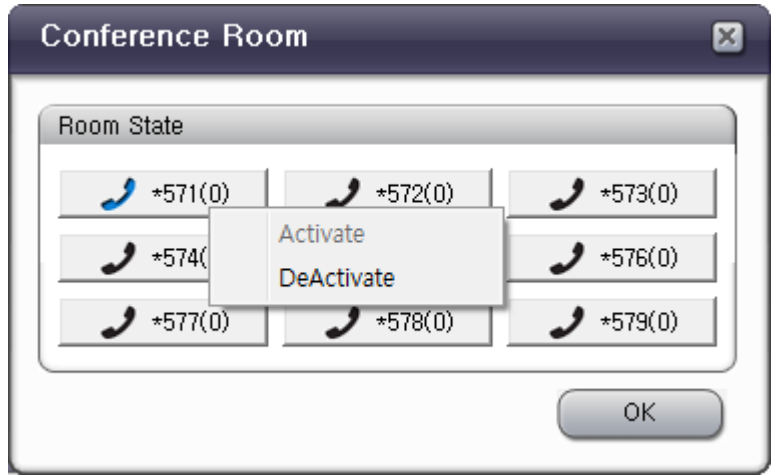 Conference Room
Room State
*571(0) *572(0) *573(0)
Activate
*574( *576(0)
DeActivate
*577(0) *578(0) *579(0)
OK